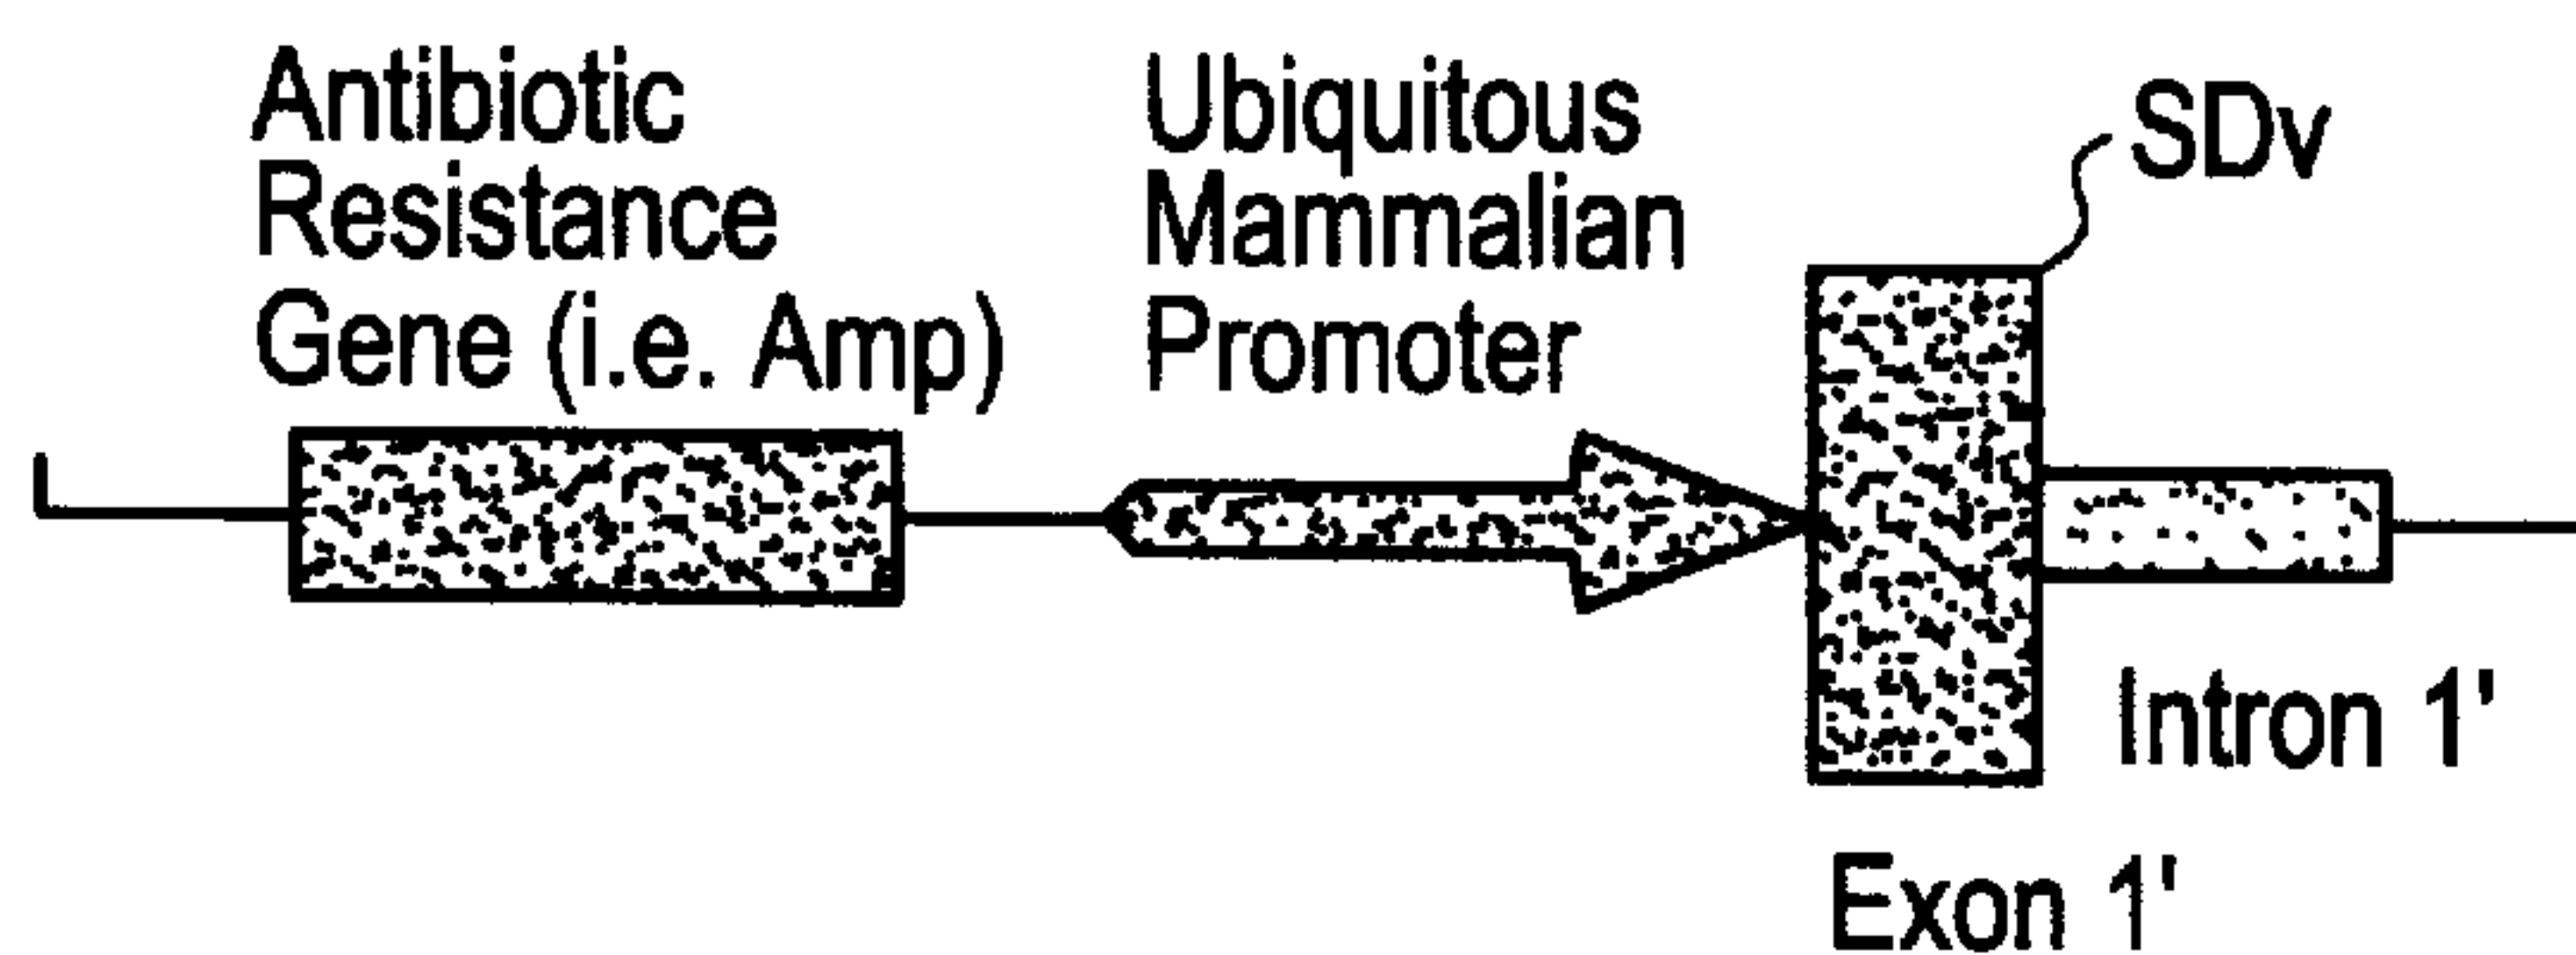 Antibiotic
Resistance
Gene (i.e. Amp)
Ubiquitous
Mammalian
Promoter
SDv
Intron 1'
Exon 1'